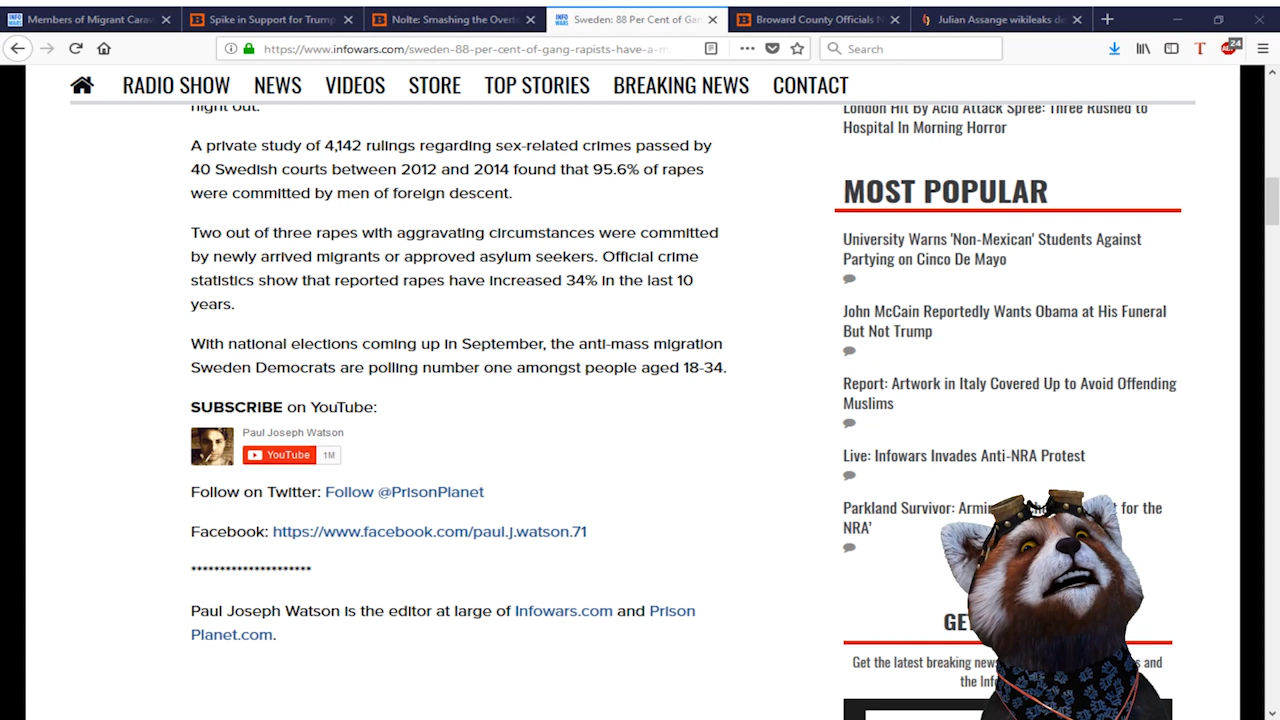 Members of Migrant Carav
Spike in Support for Trump
Nolte: Smashing the Overto
Sweden: 88 Per Cent of Gan
Broward County Officials N
Julian Assange wikileaks de
https://www.infowars.com/sweden-88-per-cent-of-gang-rapists-have-a-m
Search
24
RADIO SHOW NEWS VIDEOS STORE TOP STORIES BREAKING NEWS CONTACT
night out.
A private study of 4,142 rulings regarding sex-related crimes passed by
40 Swedish courts between 2012 and 2014 found that 95.6% of rapes
were committed by men of foreign descent.
Two out of three rapes with aggravating circumstances were committed
by newly arrived migrants or approved asylum seekers. Official crime
statistics show that reported rapes have increased 34% in the last 10
years.
With national elections coming up in September, the anti-mass migration
Sweden Democrats are polling number one amongst people aged 18-34.
SUBSCRIBE on YouTube:
Paul Joseph Watson
YouTube 1M
Follow on Twitter: Follow @PrisonPlanet
Facebook: https://www.facebook.com/paul.j.watson.71
*********************
Paul Joseph Watson is the editor at large of Infowars.com and Prison
Planet.com.
London Hit By Acid Attack Spree: Three Rushed to
Hospital In Morning Horror
MOST POPULAR
University Warns 'Non-Mexican' Students Against
Partying on Cinco De Mayo
John McCain Reportedly Wants Obama at His Funeral
But Not Trump
Report: Artwork in Italy Covered Up to Avoid Offending
Muslims
Live: Infowars Invades Anti-NRA Protest
Parkland Survivor: Armin t for the
NRA'
GE
Get the latest breaking new s and
the Inf